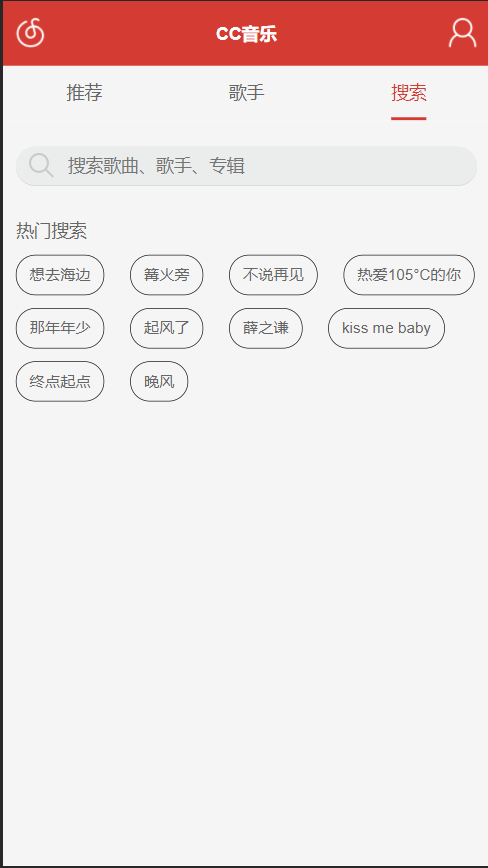 CC音乐
推荐 歌手 搜索
搜索歌曲、歌手、专辑
热门搜索
想去海边 篝火旁 不说再见 热爱105°C的你
那年年少 起风了 薛之谦 kiss me baby
终点起点 晚风